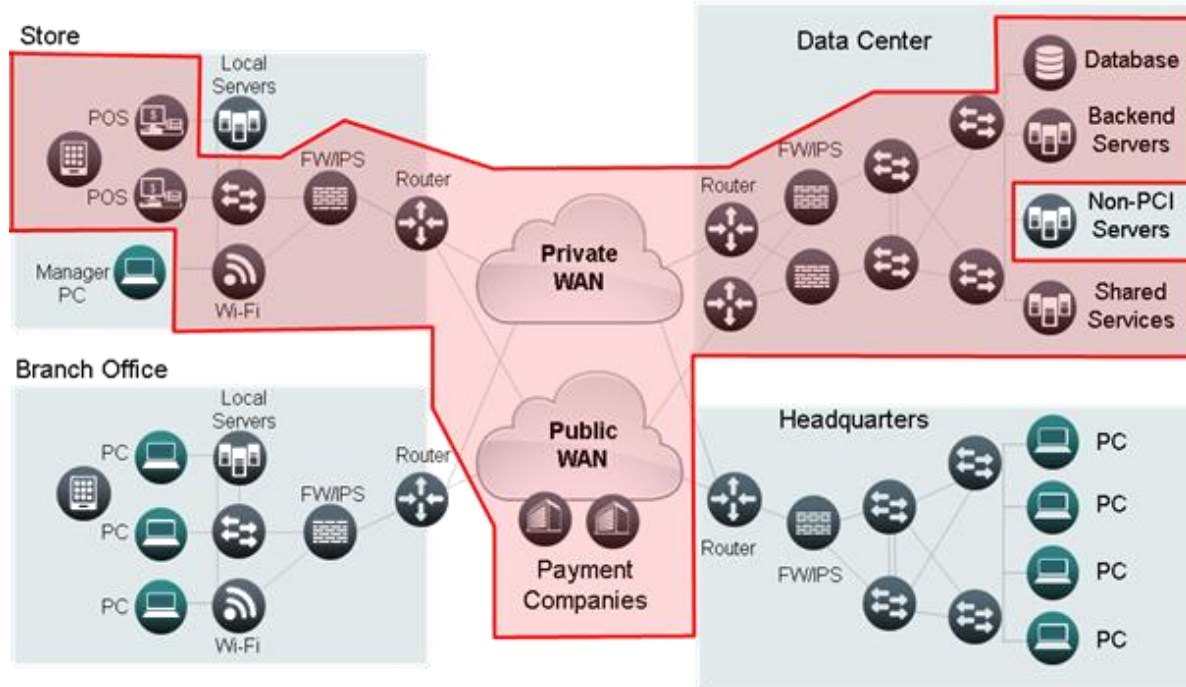 Store
Local
Servers
POS
POS
FW/IPS
Router
Manager
PC
Wi-Fi
Private
WAN
Public
WAN
Payment
Companies
Data Center
Router
FW/IPS
Database
Backend
Servers
Non-PCI
Servers
Shared
Services
Branch Office
Local
Servers
PC
PC
PC
FW/IPS
Router
Wi-Fi
Headquarters
Router
FW/IPS
PC
PC
PC
PC